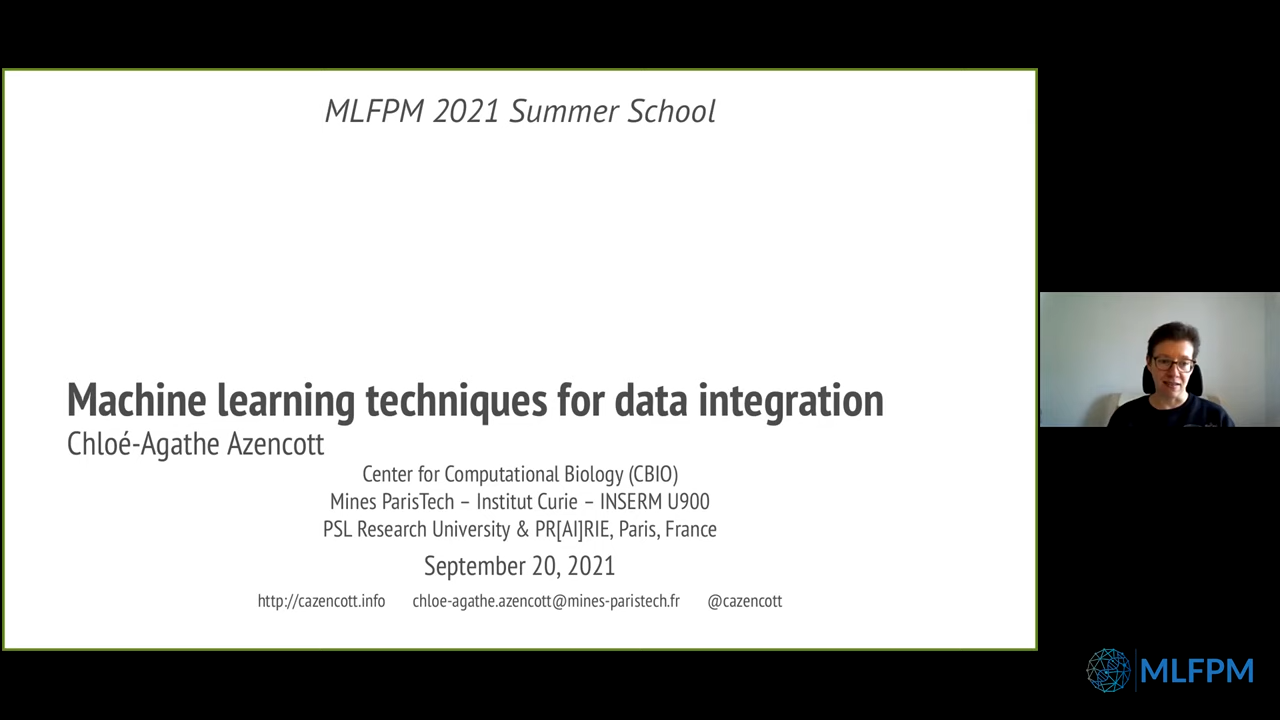 MLFPM 2021 Summer School
Machine learning techniques for data integration
Chloé-Agathe Azencott
Center for Computational Biology (CBIO)
Mines ParisTech – Institut Curie – INSERM U900
PSL Research University & PR[AI]RIE, Paris, France
September 20, 2021
http://cazencott.info chloe-agathe.azencott@mines-paristech.fr @cazencott
MLFPM